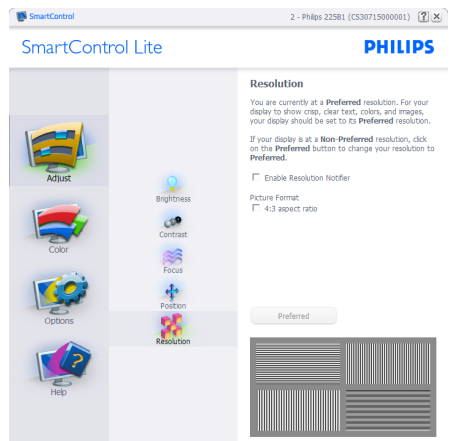 SmartControl
2 - Philips 225B1 (CS30715000001)
?
SmartControl Lite
PHILIPS
Adjust
Color
Options
Help
Brightness
Contrast
Focus
Position
Resolution
Resolution
You are currently at a Preferred resolution. For your
display to show crisp, clear text, colors, and images,
your display should be set to its Preferred resolution.
If your display is at a Non-Preferred resolution, click
on the Preferred button to change your resolution to
Preferred.
Enable Resolution Notifier
Picture Format
4:3 aspect ratio
Preferred